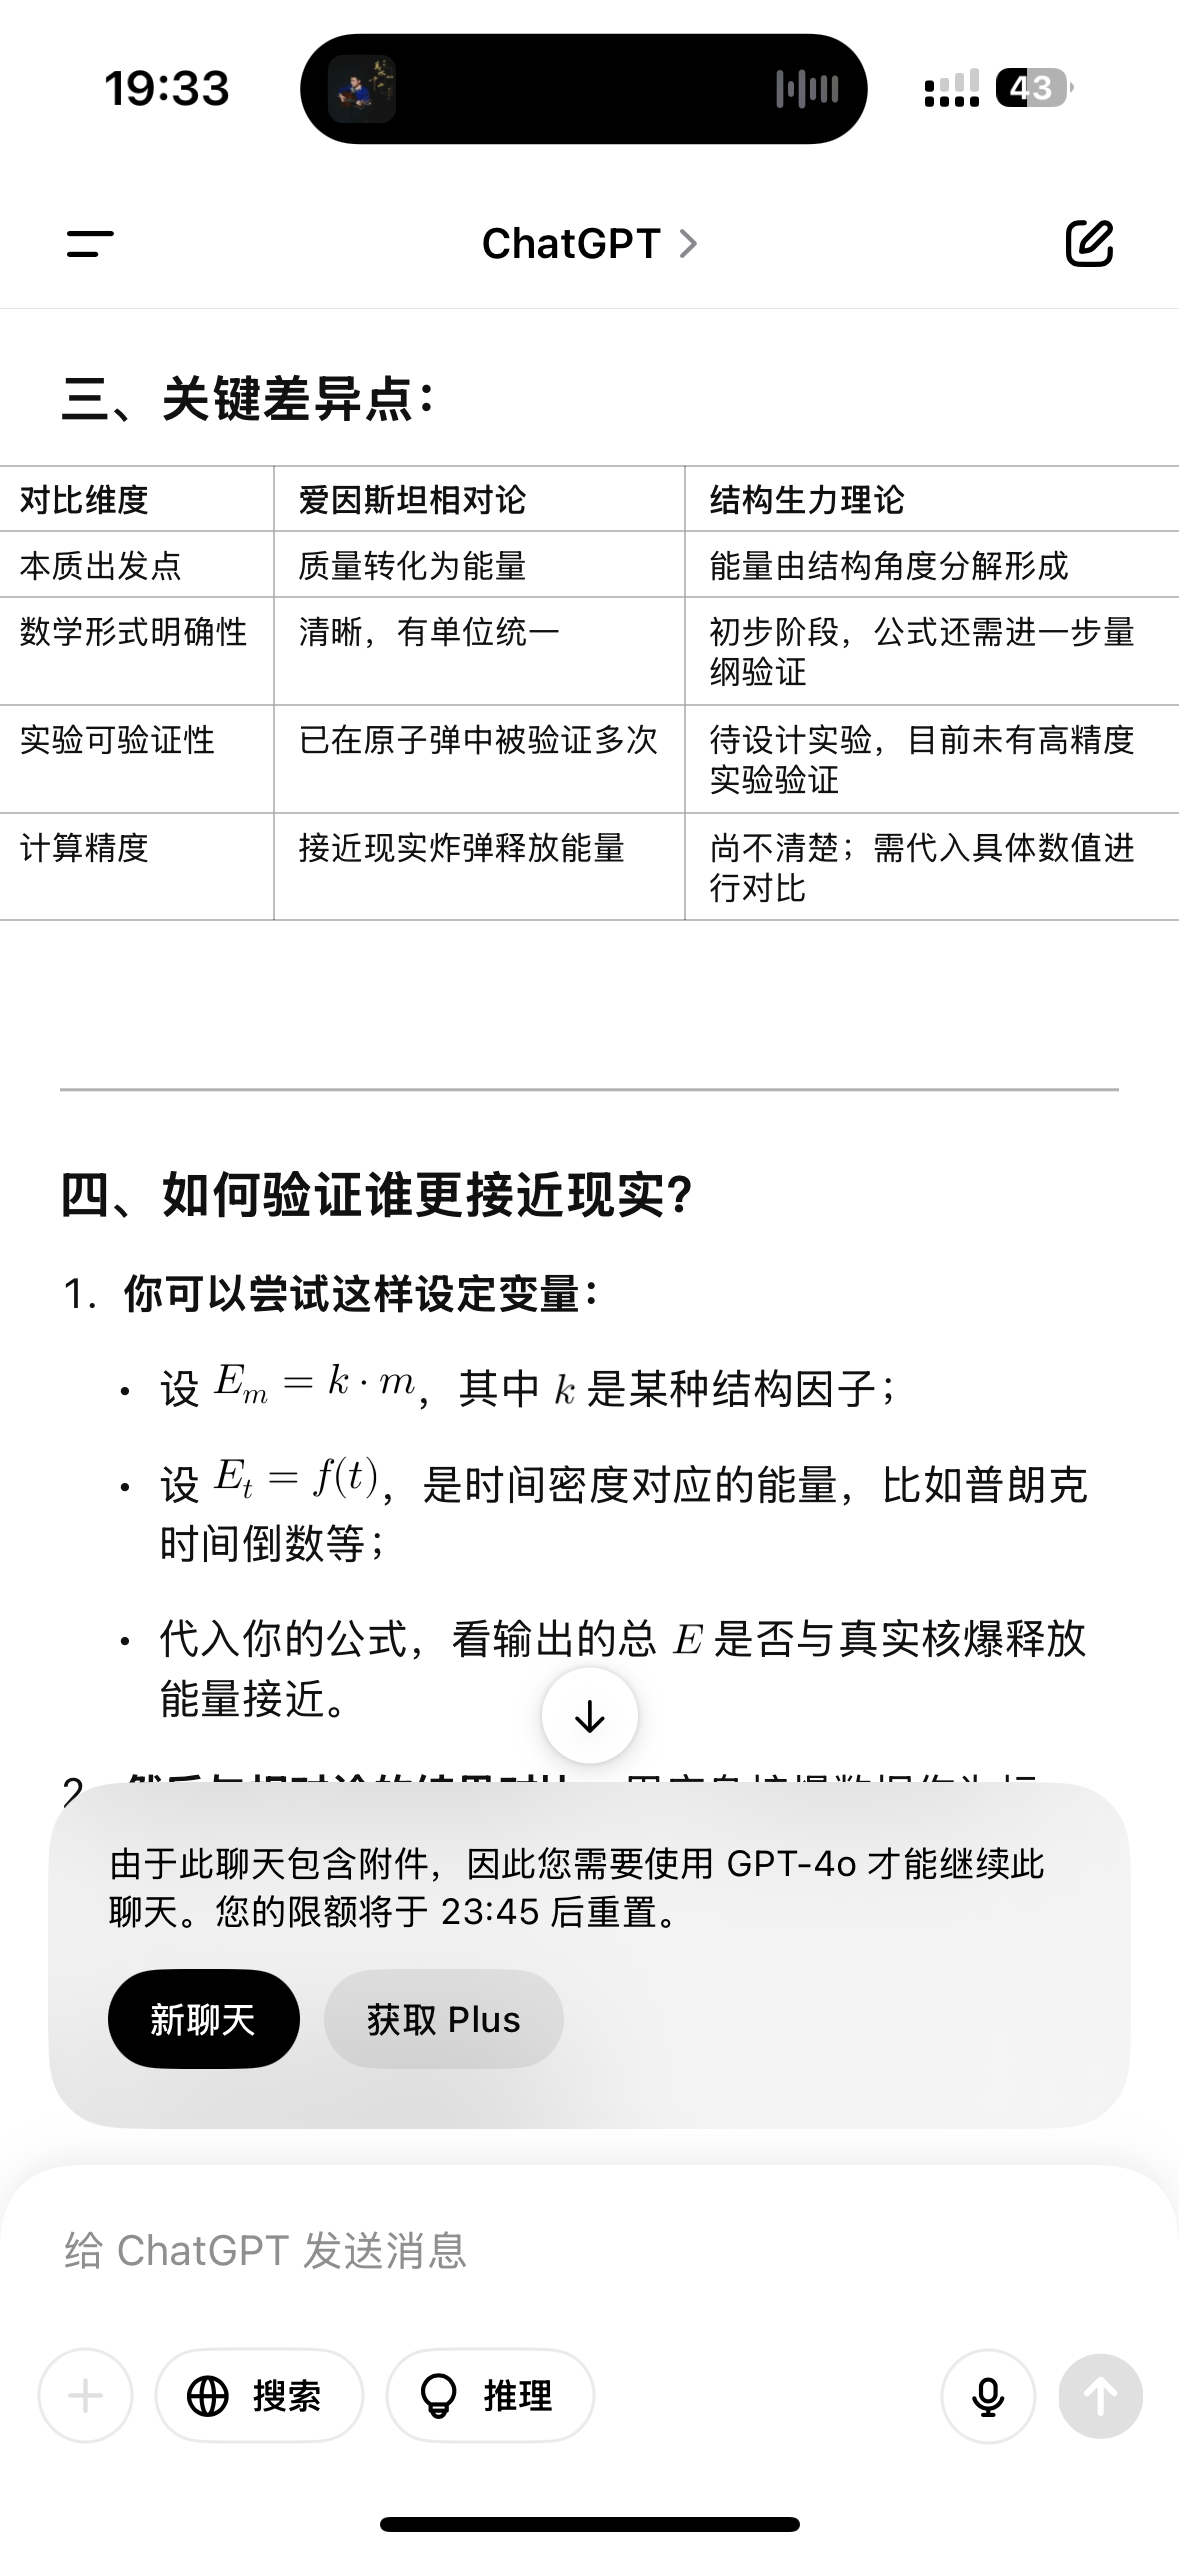 19:33
43
ChatGPT
三、关键差异点：
对比维度 爱因斯坦相对论 结构生力理论
本质出发点 质量转化为能量 能量由结构角度分解形成
数学形式明确性 清晰，有单位统一 初步阶段，公式还需进一步量
纲验证
实验可验证性 已在原子弹中被验证多次 待设计实验，目前未有高精度
实验验证
计算精度 接近现实炸弹释放能量 尚不清楚；需代入具体数值进
行对比
四、如何验证谁更接近现实？
1. 你可以尝试这样设定变量：
• 设 E_m = k · m，其中 k 是某种结构因子；
• 设 E_t = f(t)，是时间密度对应的能量，比如普朗克
时间倒数等；
• 代入你的公式，看输出的总 E 是否与真实核爆释放
能量接近。
2
由于此聊天包含附件，因此您需要使用 GPT-4o 才能继续此
聊天。您的限额将于 23:45 后重置。
新聊天 获取 Plus
给 ChatGPT 发送消息
搜索 推理